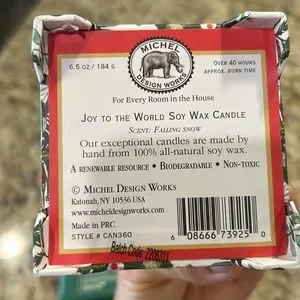 MICHEL
DESIGN WORKS
6.5 OZ / 184 G
OVER 40 HOURS
APPROX. BURN TIME
For Every Room in the House
JOY TO THE WORLD SOY WAX CANDLE
SCENT: FALLING SNOW
Our exceptional candles are made by
hand from 100% all-natural soy wax.
A RENEWABLE RESOURCE • BIODEGRADABLE • NON-TOXIC
© MICHEL DESIGN WORKS
Katonah, NY 10536 USA
www.micheldesignworks.com
Made in PRC
STYLE # CAN360
Batch Code: 2206311
6 08666 73925 0